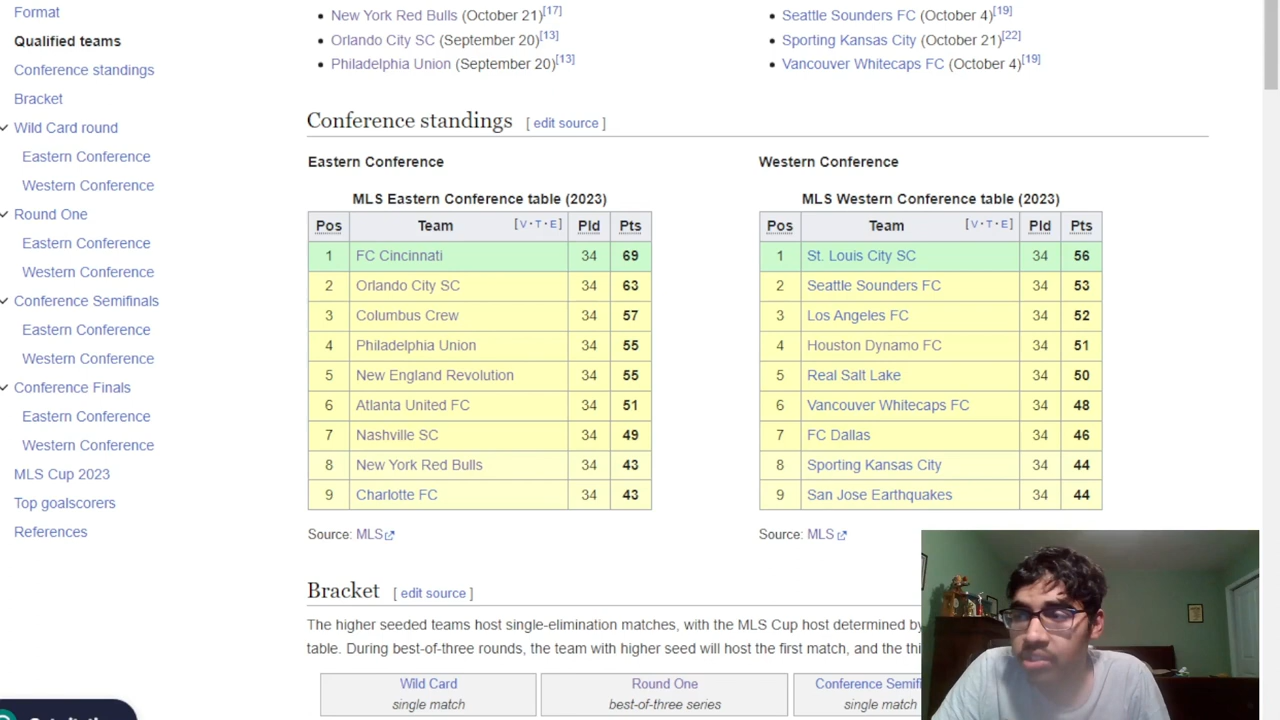 Format
Qualified teams
Conference standings
Bracket
Wild Card round
Eastern Conference
Western Conference
Round One
Eastern Conference
Western Conference
Conference Semifinals
Eastern Conference
Western Conference
Conference Finals
Eastern Conference
Western Conference
MLS Cup 2023
Top goalscorers
References
New York Red Bulls (October 21)[17]
Orlando City SC (September 20)[13]
Philadelphia Union (September 20)[13]
Seattle Sounders FC (October 4)[19]
Sporting Kansas City (October 21)[22]
Vancouver Whitecaps FC (October 4)[19]
Conference standings [ edit source ]
Eastern Conference
MLS Eastern Conference table (2023)
Pos Team [V·T·E] Pld Pts
1 FC Cincinnati 34 69
2 Orlando City SC 34 63
3 Columbus Crew 34 57
4 Philadelphia Union 34 55
5 New England Revolution 34 55
6 Atlanta United FC 34 51
7 Nashville SC 34 49
8 New York Red Bulls 34 43
9 Charlotte FC 34 43
Source: MLS
Western Conference
MLS Western Conference table (2023)
Pos Team [V·T·E] Pld Pts
1 St. Louis City SC 34 56
2 Seattle Sounders FC 34 53
3 Los Angeles FC 34 52
4 Houston Dynamo FC 34 51
5 Real Salt Lake 34 50
6 Vancouver Whitecaps FC 34 48
7 FC Dallas 34 46
8 Sporting Kansas City 34 44
9 San Jose Earthquakes 34 44
Source: MLS
Bracket [ edit source ]
The higher seeded teams host single-elimination matches, with the MLS Cup host determined by
table. During best-of-three rounds, the team with higher seed will host the first match, and the
Wild Card Round One Conference
single match best-of-three series single match